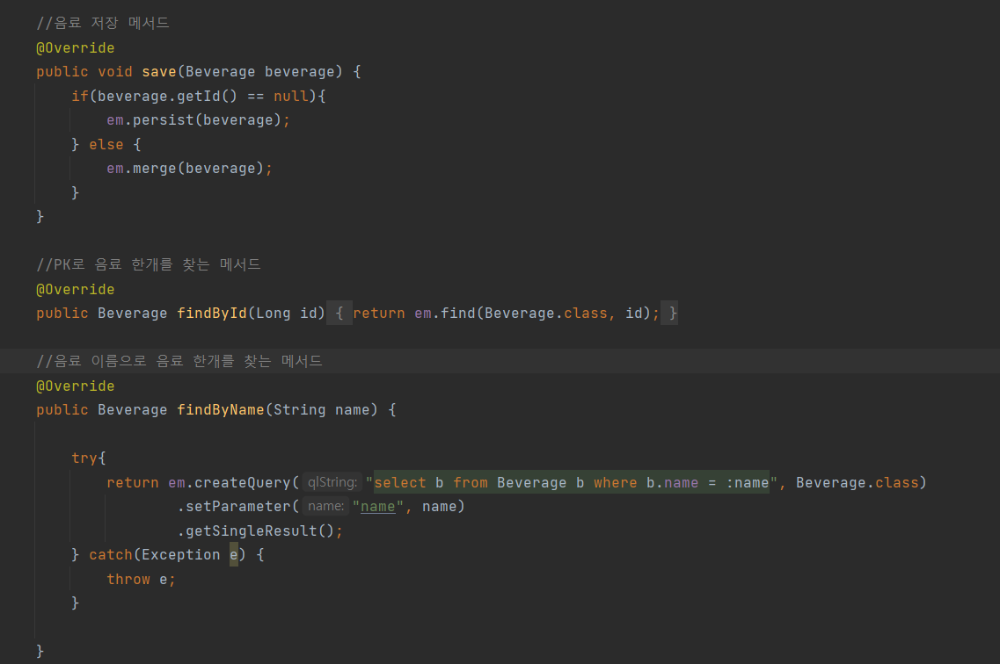 //음료 저장 메서드
@Override
public void save(Beverage beverage) {
if(beverage.getId() == null){
em.persist(beverage);
} else {
em.merge(beverage);
}
}
//PK로 음료 한개를 찾는 메서드
@Override
public Beverage findById(Long id) { return em.find(Beverage.class, id); }
//음료 이름으로 음료 한개를 찾는 메서드
@Override
public Beverage findByName(String name) {
try{
return em.createQuery( qlString: "select b from Beverage b where b.name = :name", Beverage.class)
.setParameter( name: "name", name)
.getSingleResult();
} catch(Exception e) {
throw e;
}
}